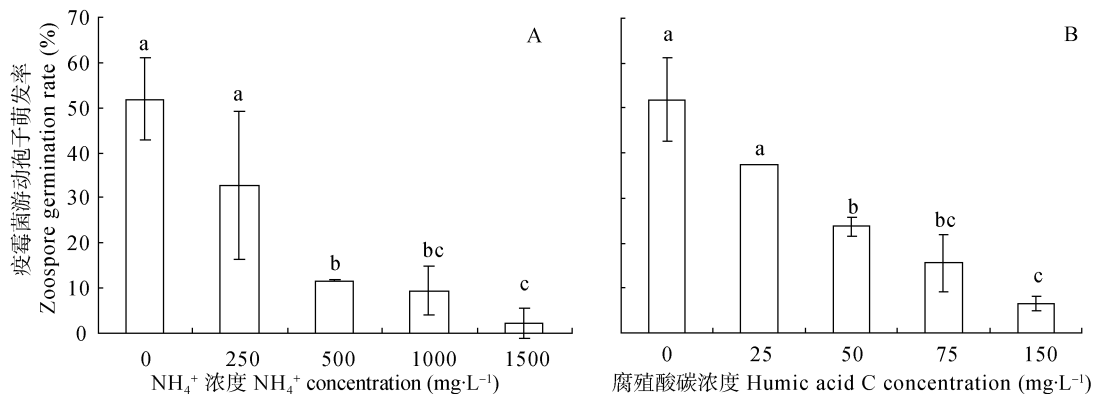 疫霉菌游动孢子萌发率
Zoospore germination rate (%)
70
60
50
40
30
20
10
0
A
a
a
b
bc
c
0 250 500 1000 1500
NH₄⁺ 浓度 NH₄⁺ concentration (mg·L⁻¹)
B
a
a
b
bc
c
0 25 50 75 150
腐殖酸碳浓度 Humic acid C concentration (mg·L⁻¹)